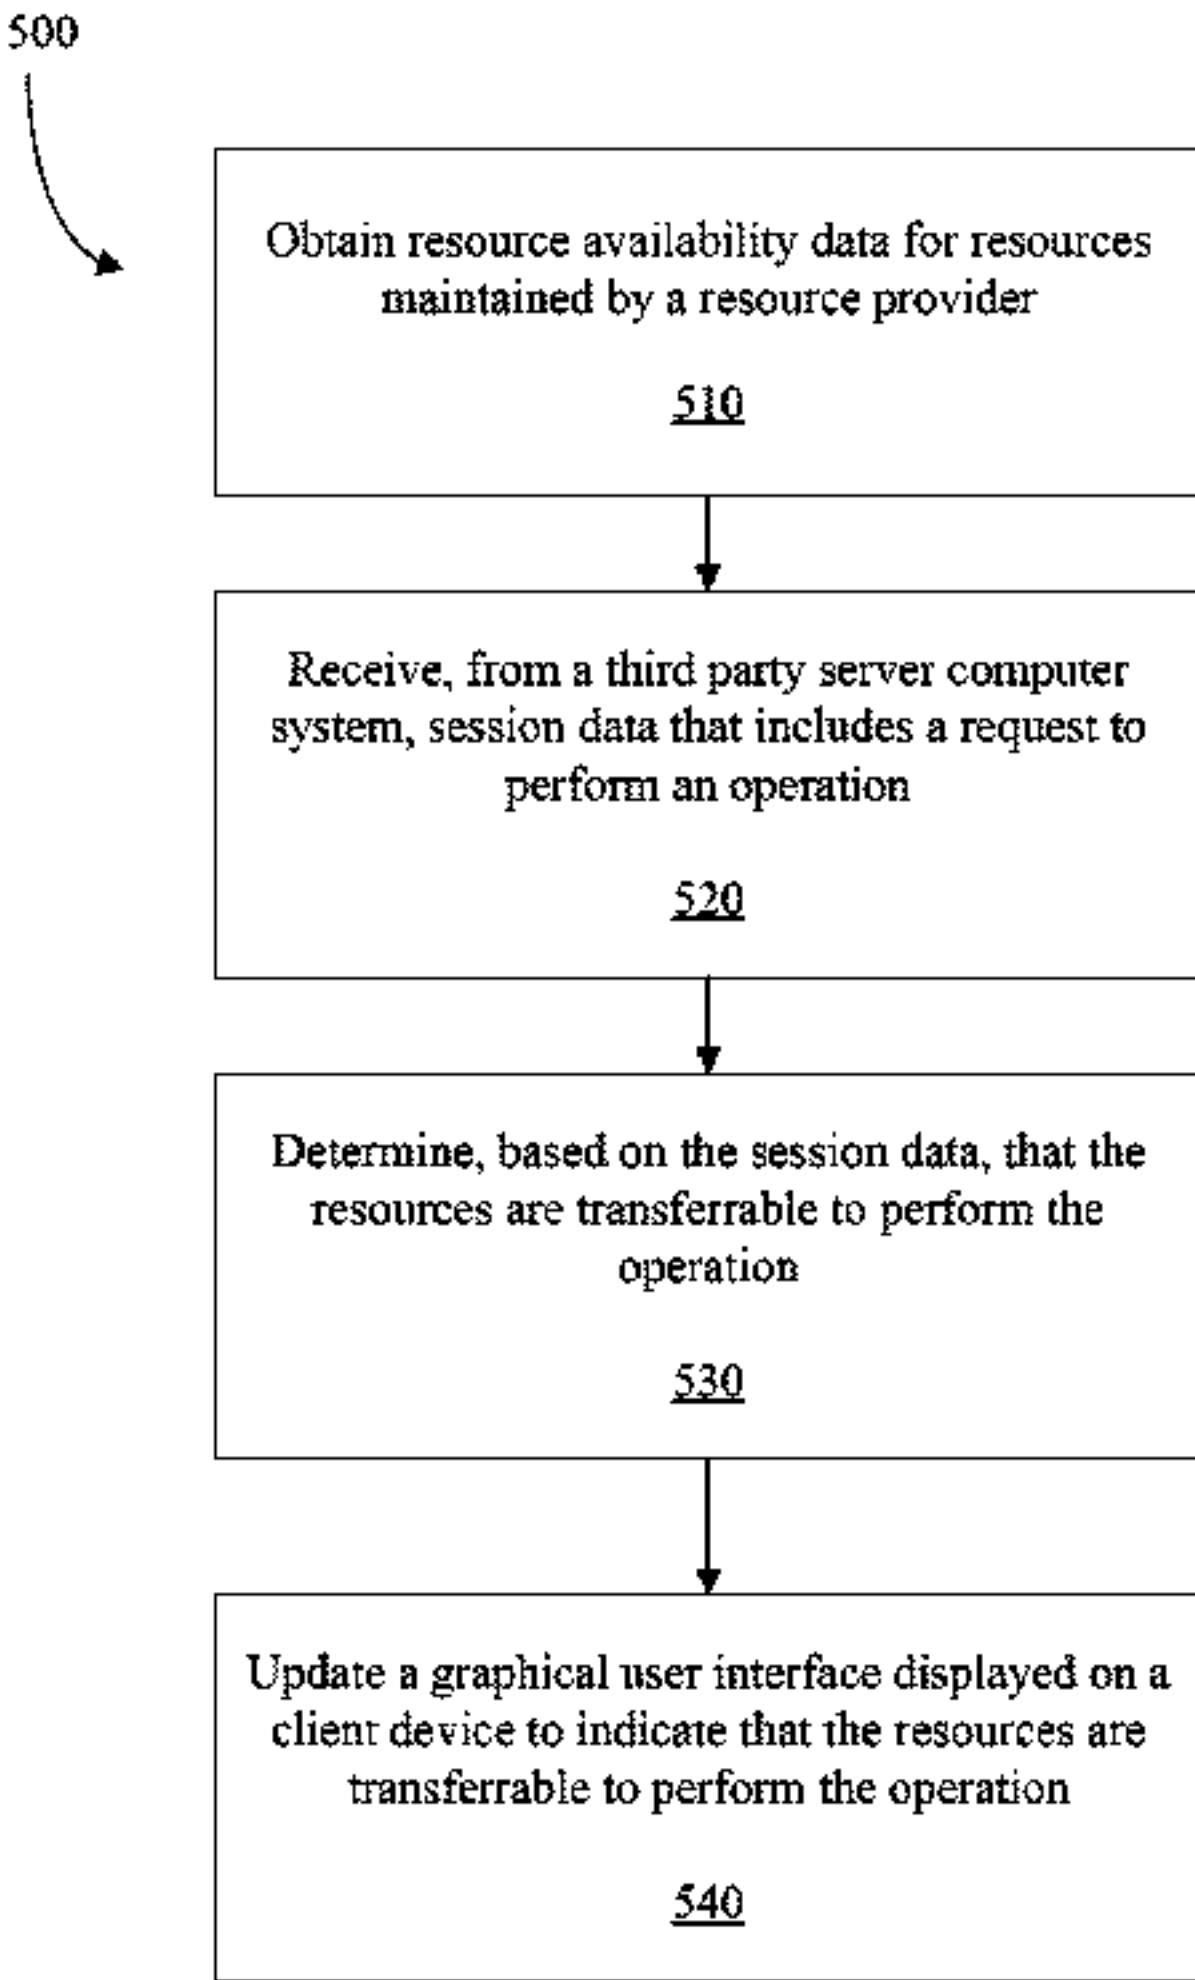 500
Obtain resource availability data for resources
maintained by a resource provider
510
Receive, from a third party server computer
system, session data that includes a request to
perform an operation
520
Determine, based on the session data, that the
resources are transferrable to perform the
operation
530
Update a graphical user interface displayed on a
client device to indicate that the resources are
transferrable to perform the operation
540